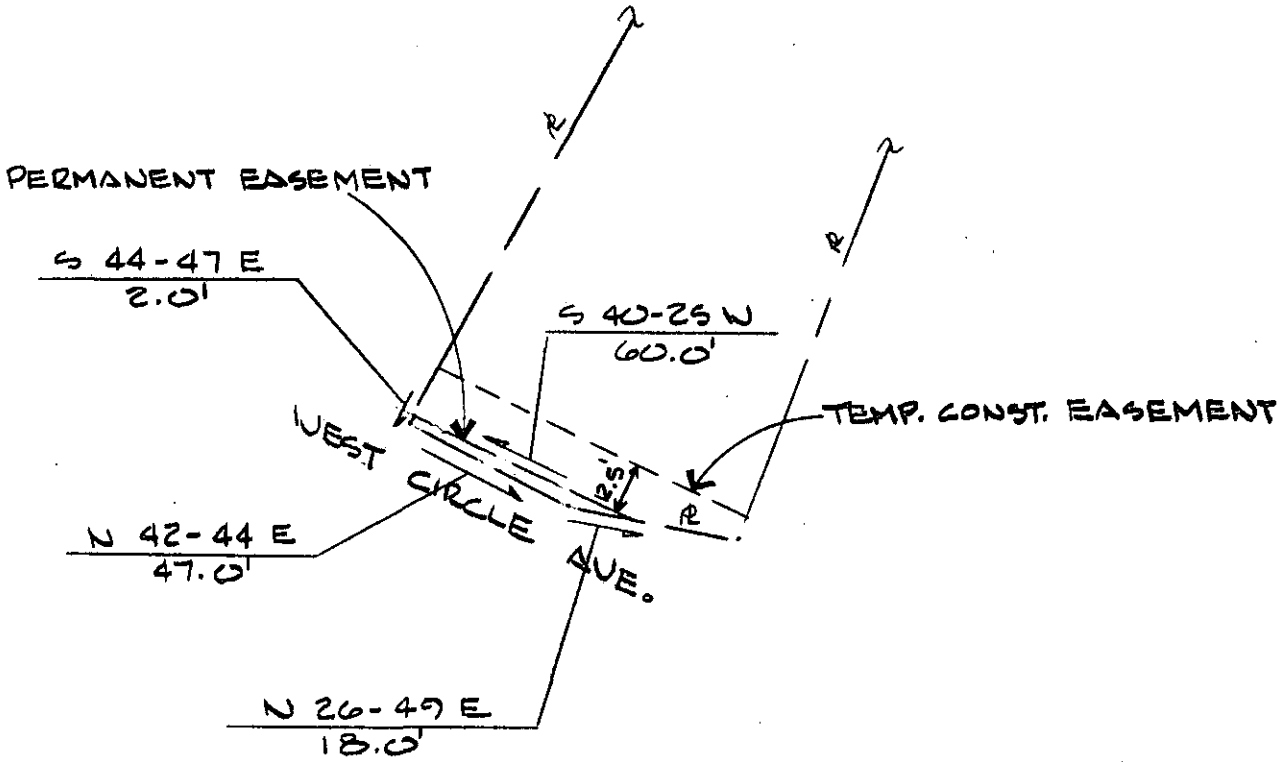 PERMANENT EASEMENT
S 44-47 E
2.0'
S 40-25 W
60.0'
TEMP. CONST. EASEMENT
WEST CIRCLE AVE.
2.5'
N 42-44 E
47.0'
N 26-49 E
18.0'